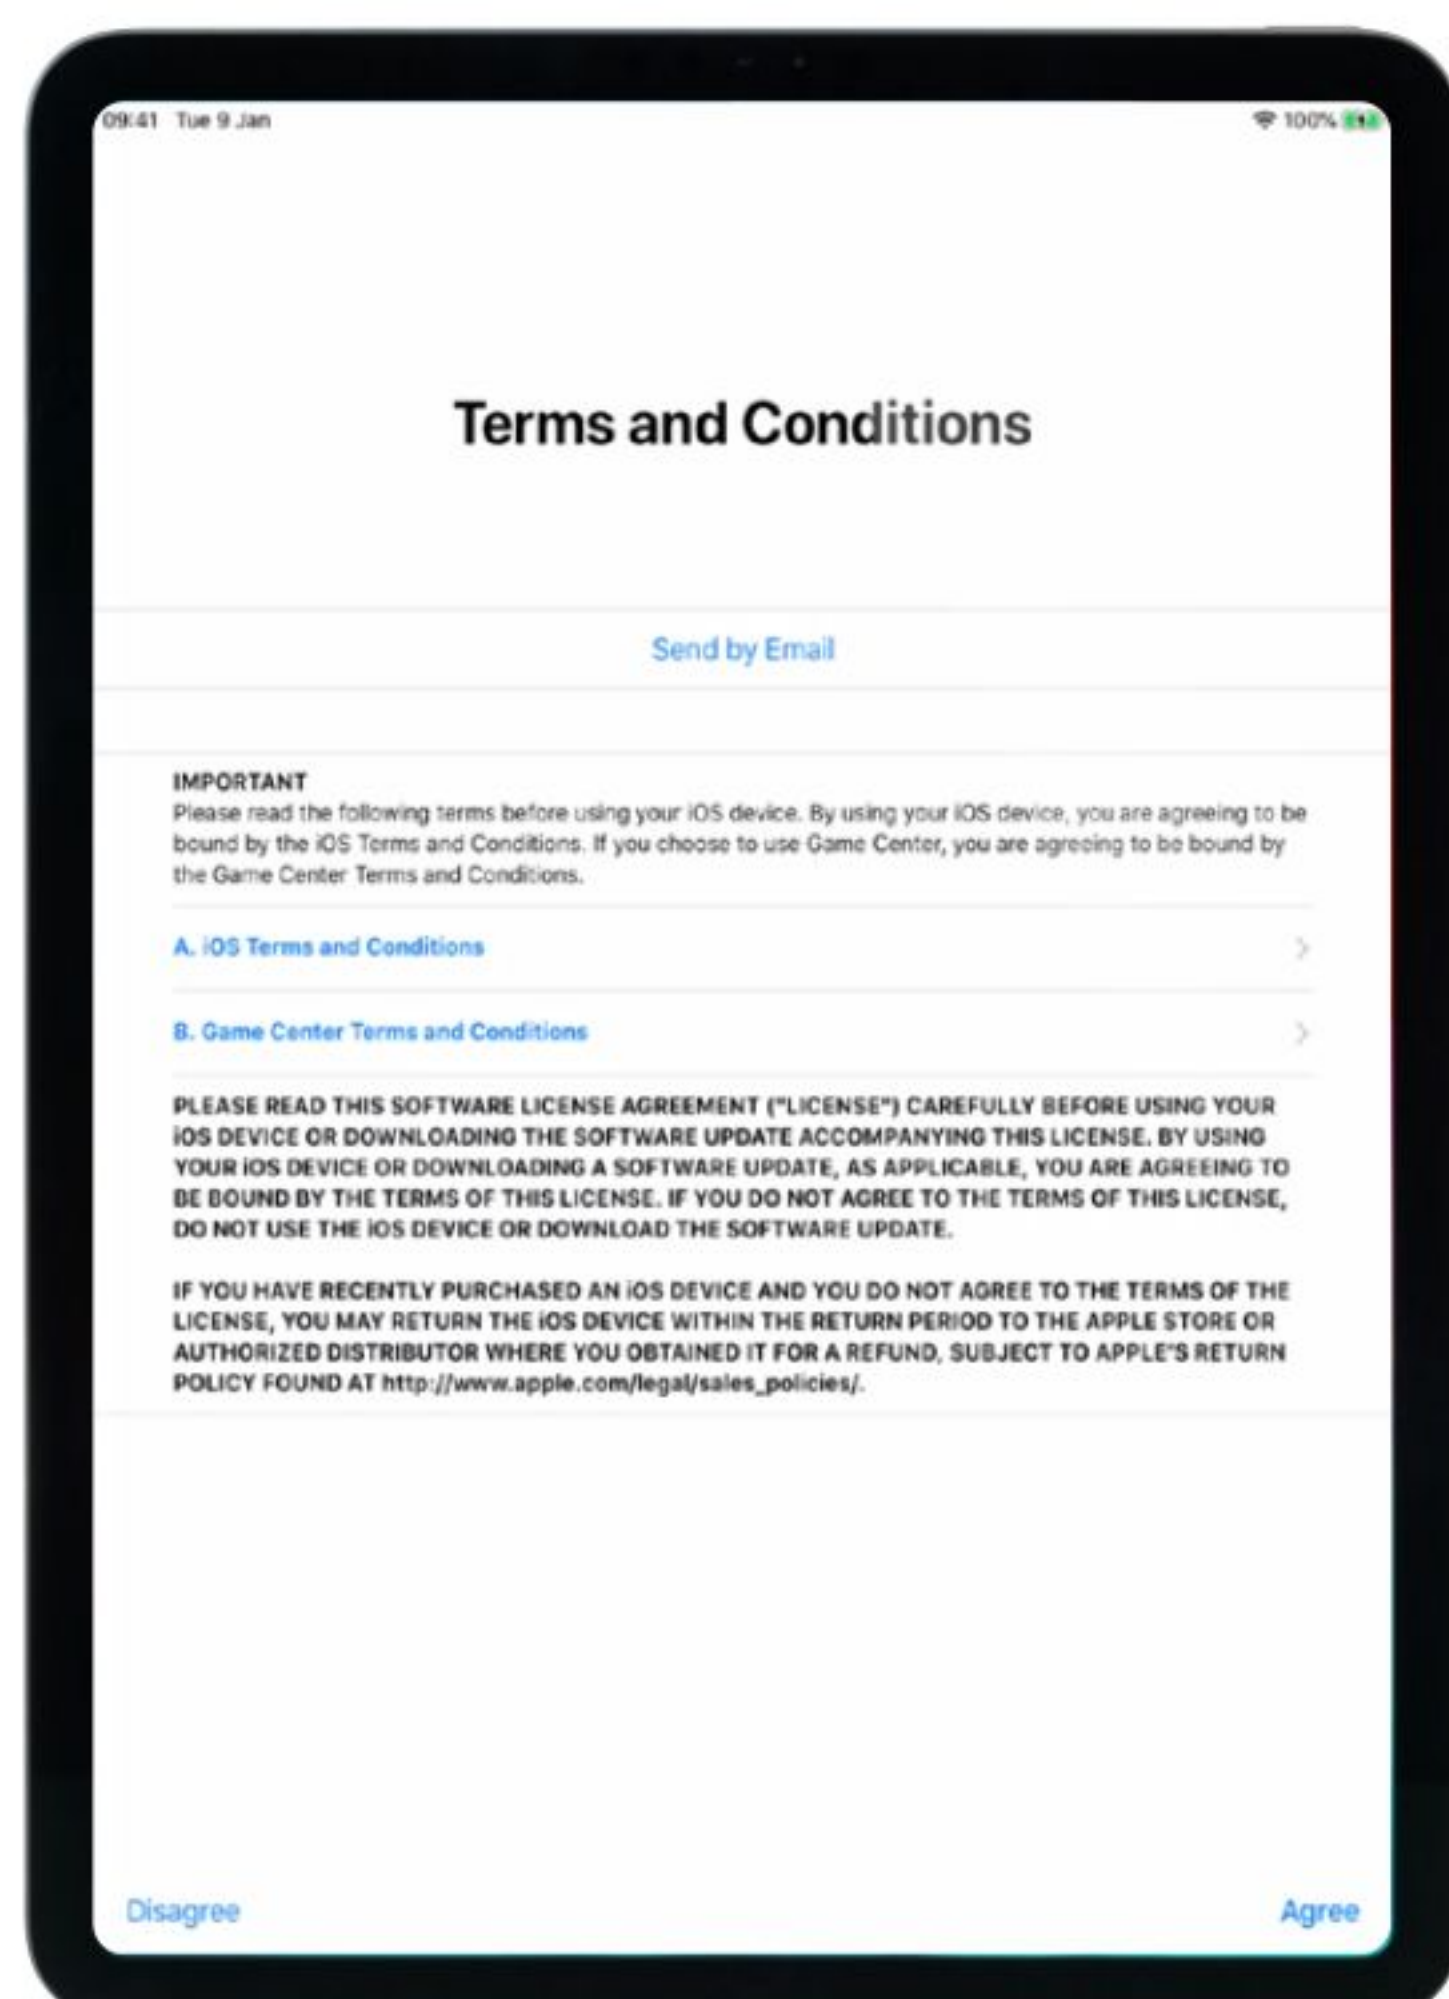 09:41 Tue 9 Jan
100%
Terms and Conditions
Send by Email
IMPORTANT
Please read the following terms before using your iOS device. By using your iOS device, you are agreeing to be
bound by the iOS Terms and Conditions. If you choose to use Game Center, you are agreeing to be bound by
the Game Center Terms and Conditions.
A. iOS Terms and Conditions
B. Game Center Terms and Conditions
PLEASE READ THIS SOFTWARE LICENSE AGREEMENT ("LICENSE") CAREFULLY BEFORE USING YOUR
iOS DEVICE OR DOWNLOADING THE SOFTWARE UPDATE ACCOMPANYING THIS LICENSE. BY USING
YOUR iOS DEVICE OR DOWNLOADING A SOFTWARE UPDATE, AS APPLICABLE, YOU ARE AGREEING TO
BE BOUND BY THE TERMS OF THIS LICENSE. IF YOU DO NOT AGREE TO THE TERMS OF THIS LICENSE,
DO NOT USE THE iOS DEVICE OR DOWNLOAD THE SOFTWARE UPDATE.
IF YOU HAVE RECENTLY PURCHASED AN iOS DEVICE AND YOU DO NOT AGREE TO THE TERMS OF THE
LICENSE, YOU MAY RETURN THE iOS DEVICE WITHIN THE RETURN PERIOD TO THE APPLE STORE OR
AUTHORIZED DISTRIBUTOR WHERE YOU OBTAINED IT FOR A REFUND, SUBJECT TO APPLE'S RETURN
POLICY FOUND AT http://www.apple.com/legal/sales_policies/.
Disagree
Agree